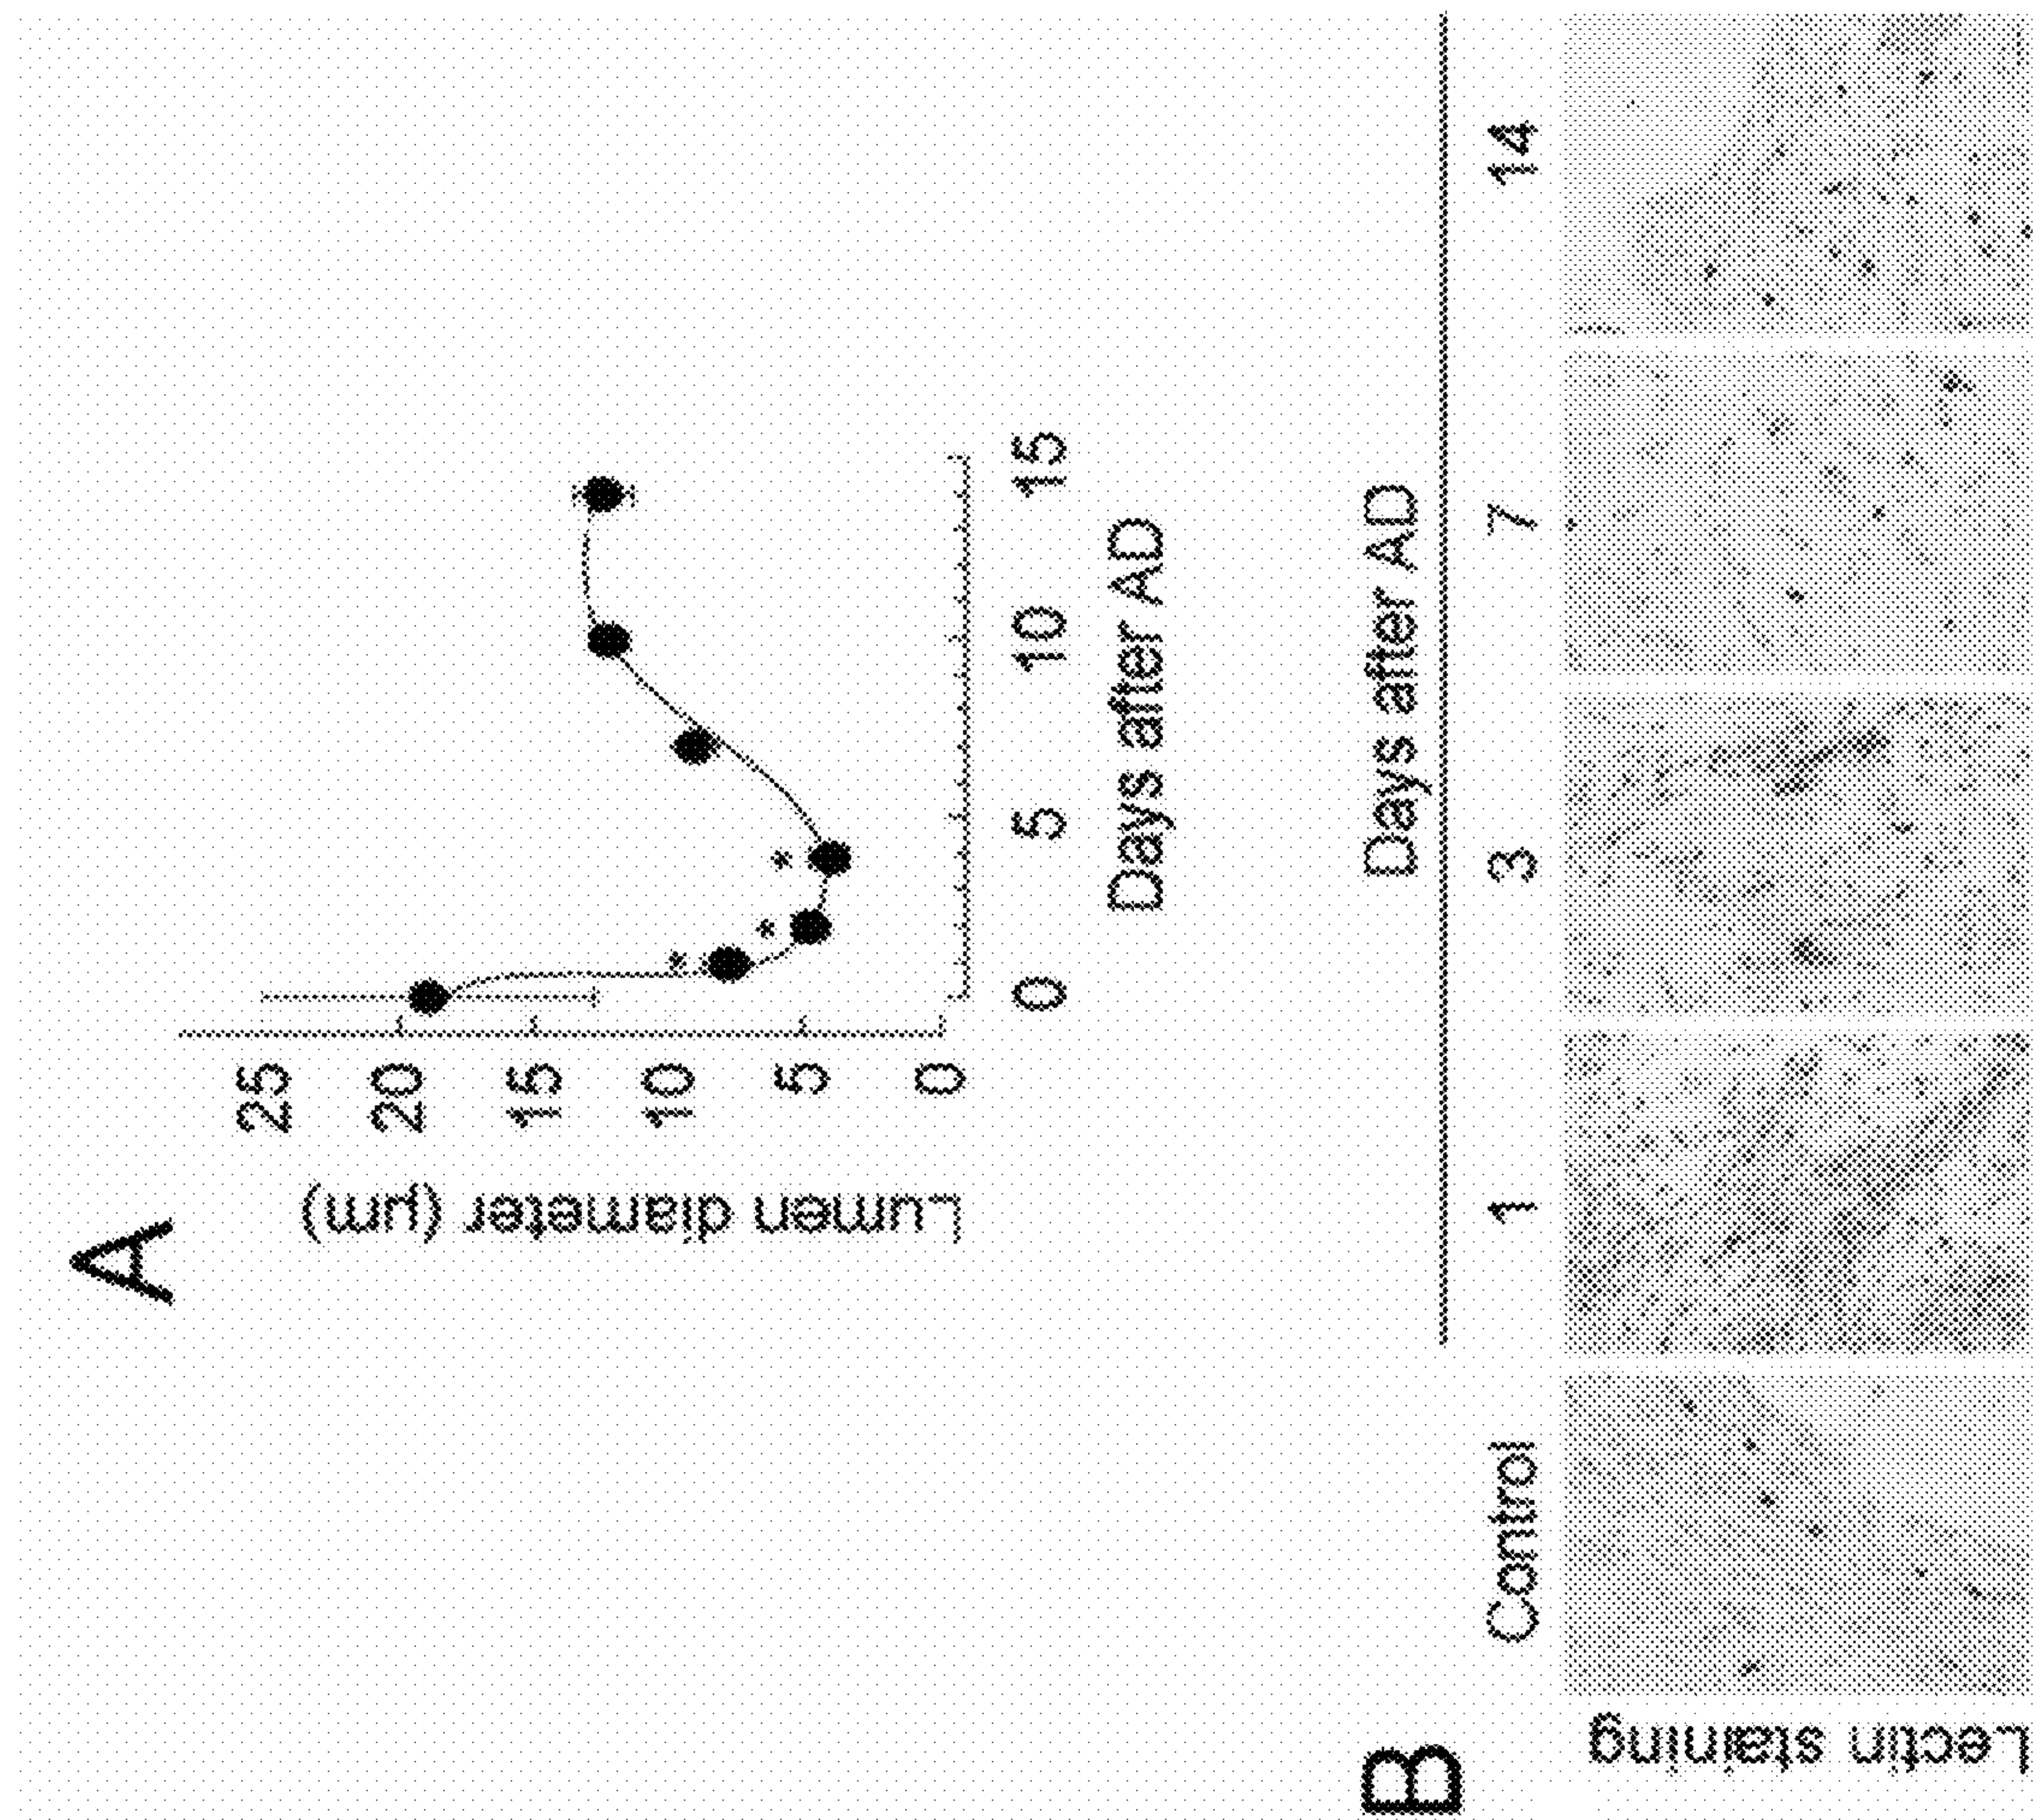 A
Lumen diameter (µm)
25
20
15
10
5
0
*
*
*
0 5 10 15
Days after AD
B
Days after AD
Control 1 3 7 14
Lectin staining